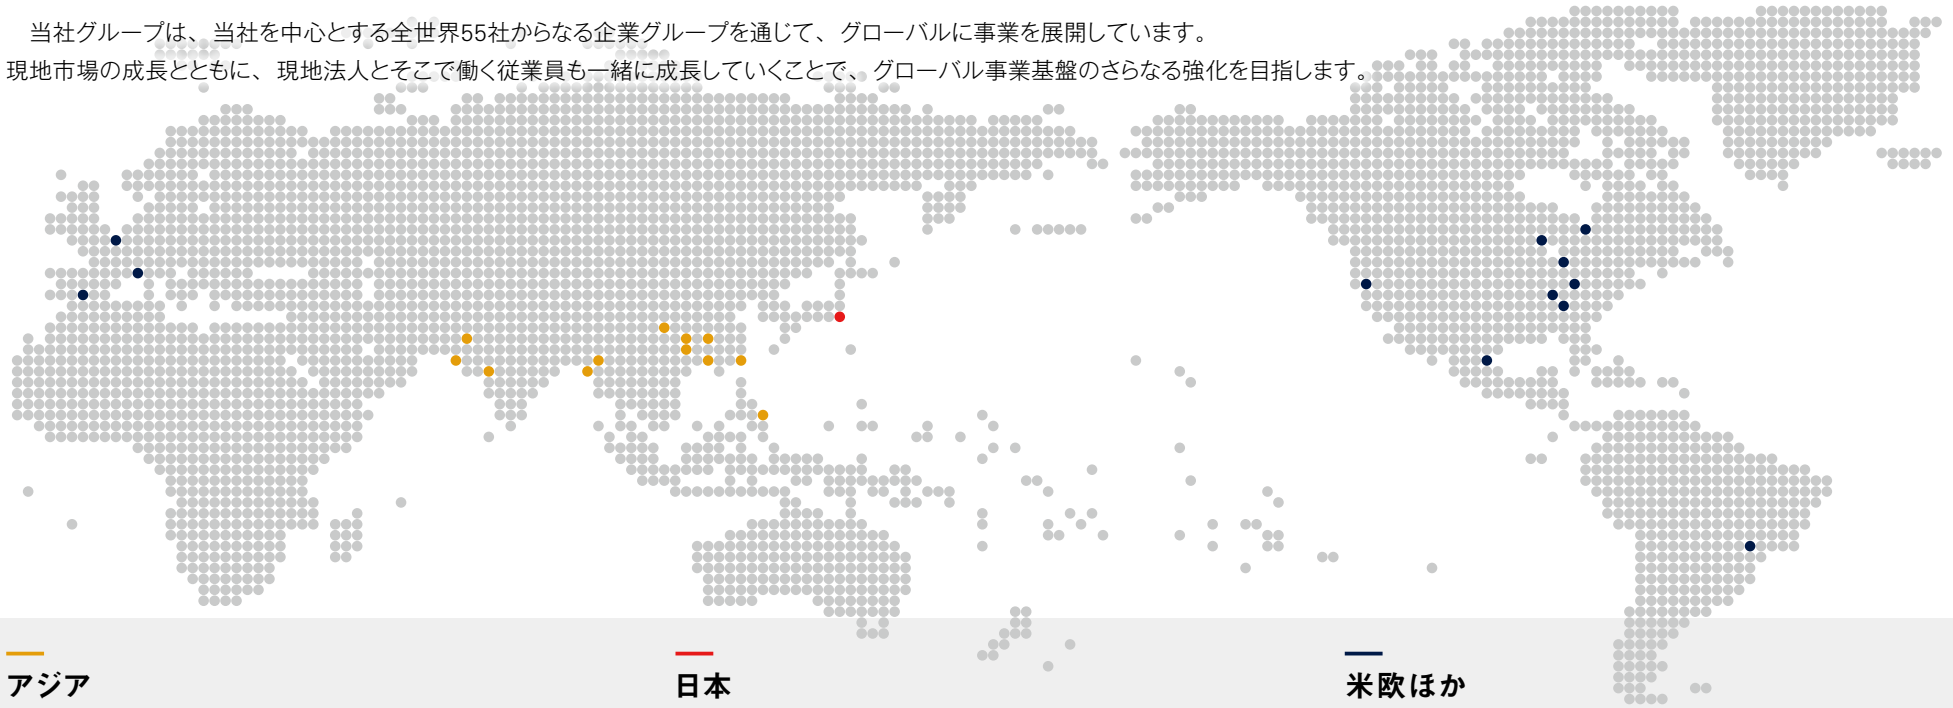 当社グループは、当社を中心とする全世界55社からなる企業グループを通じて、グローバルに事業を展開しています。
現地市場の成長とともに、現地法人とそこで働く従業員も一緒に成長していくことで、グローバル事業基盤のさらなる強化を目指します。
アジア
日本
米欧ほか